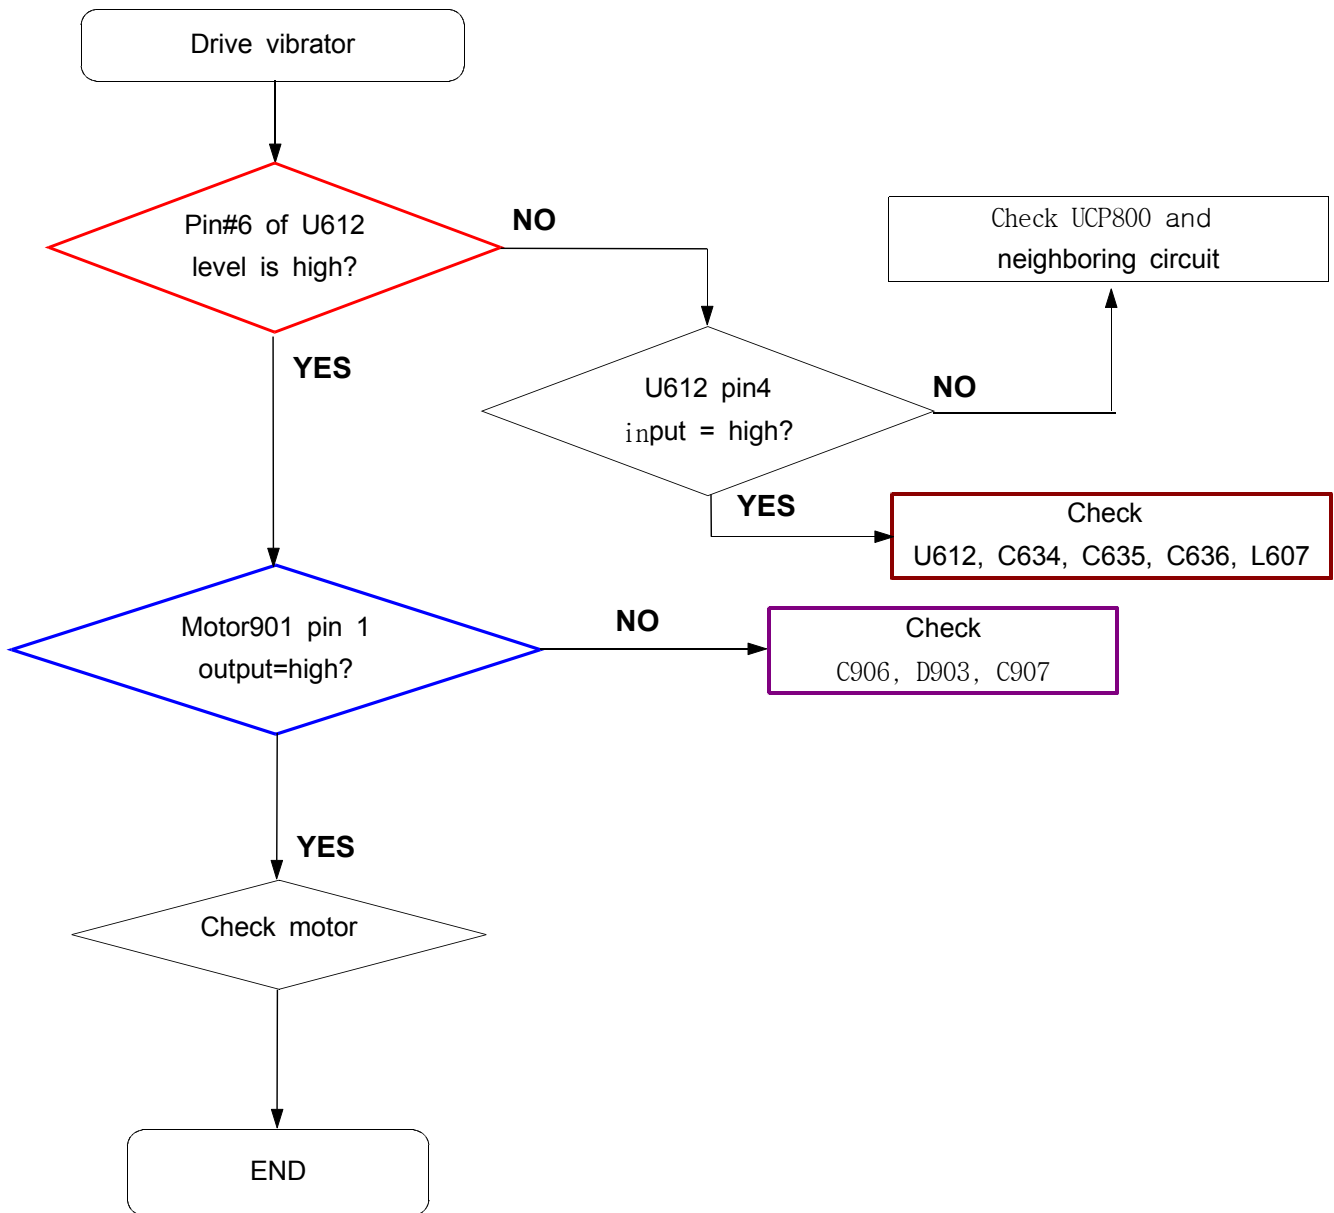 Drive vibrator
Pin#6 of U612
level is high?
NO
Check UCP800 and
neighboring circuit
YES
U612 pin4
input = high?
NO
YES
Check
U612, C634, C635, C636, L607
Motor901 pin 1
output=high?
NO
Check
C906, D903, C907
YES
Check motor
END